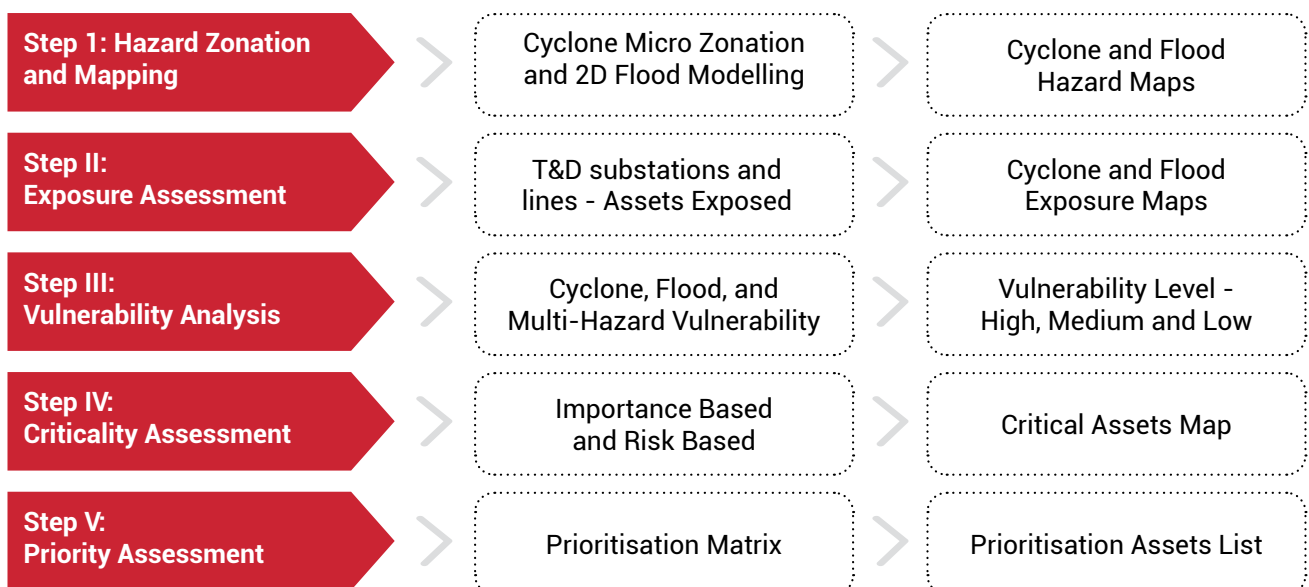 Step 1: Hazard Zonation
and Mapping
Cyclone Micro Zonation
and 2D Flood Modelling
Cyclone and Flood
Hazard Maps
Step II:
Exposure Assessment
T&D substations and
lines - Assets Exposed
Cyclone and Flood
Exposure Maps
Step III:
Vulnerability Analysis
Cyclone, Flood, and
Multi-Hazard Vulnerability
Vulnerability Level -
High, Medium and Low
Step IV:
Criticality Assessment
Importance Based
and Risk Based
Critical Assets Map
Step V:
Priority Assessment
Prioritisation Matrix
Prioritisation Assets List